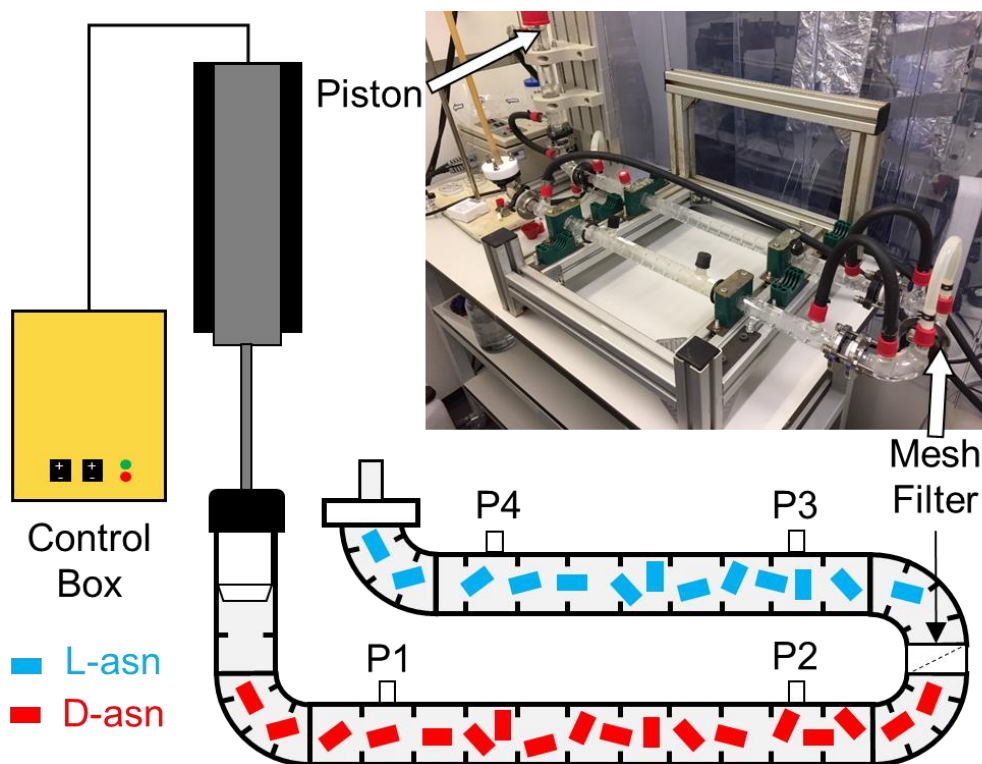 Piston
P4
P3
Mesh
Filter
Control
Box
P1
P2
L-asn
D-asn